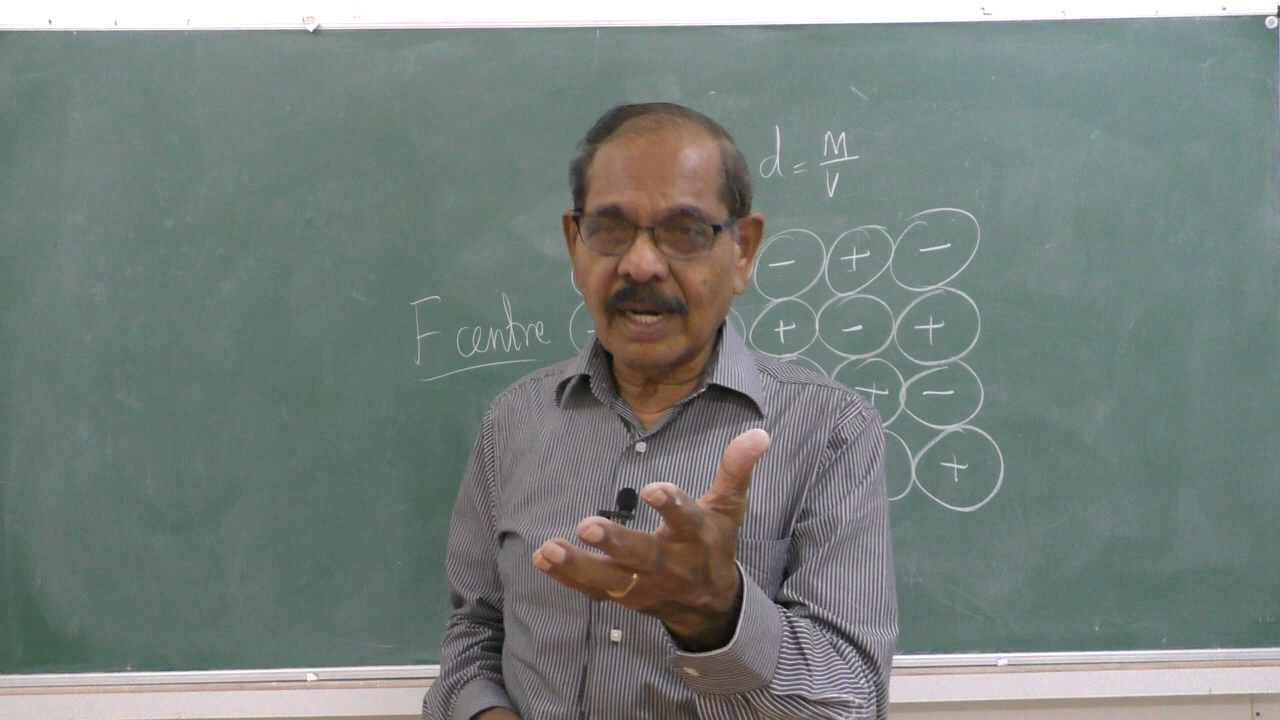 d = M/V
- + -
F centre + - +
+ -
+